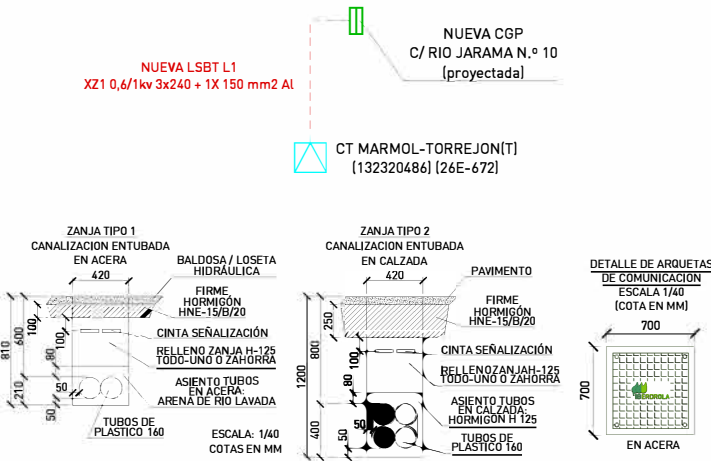 NUEVA CGP
C/ RIO JARAMA N.º 10
(proyectada)
NUEVA LSBT L1
XZ1 0,6/1kv 3x240 + 1X 150 mm2 Al
CT MARMOL-TORREJON(T)
(132320486) (26E-672)
ZANJA TIPO 1
CANALIZACION ENTUBADA
EN ACERA
420
BALDOSA / LOSETA
HIDRÁULICA
FIRME
HORMIGÓN
HNE-15/B/20
CINTA SEÑALIZACIÓN
RELLENO ZANJA H-125
TODO-UNO O ZAHORRA
ASIENTO TUBOS
EN ACERA:
ARENA DE RIO LAVADA
TUBOS DE
PLASTICO 160
810
600
210
100
100
80
50
50
ESCALA: 1/40
COTAS EN MM
ZANJA TIPO 2
CANALIZACION ENTUBADA
EN CALZADA
420
PAVIMENTO
FIRME
HORMIGÓN
HNE-15/B/20
CINTA SEÑALIZACIÓN
RELLENOZANJAH-125
TODO-UNO O ZAHORRA
ASIENTO TUBOS
EN CALZADA:
HORMIGON H 125
TUBOS DE
PLASTICO 160
1200
800
400
250
100
80
50
50
DETALLE DE ARQUETAS
DE COMUNICACION
ESCALA 1/40
(COTA EN MM)
700
700
IBERDROLA
EN ACERA